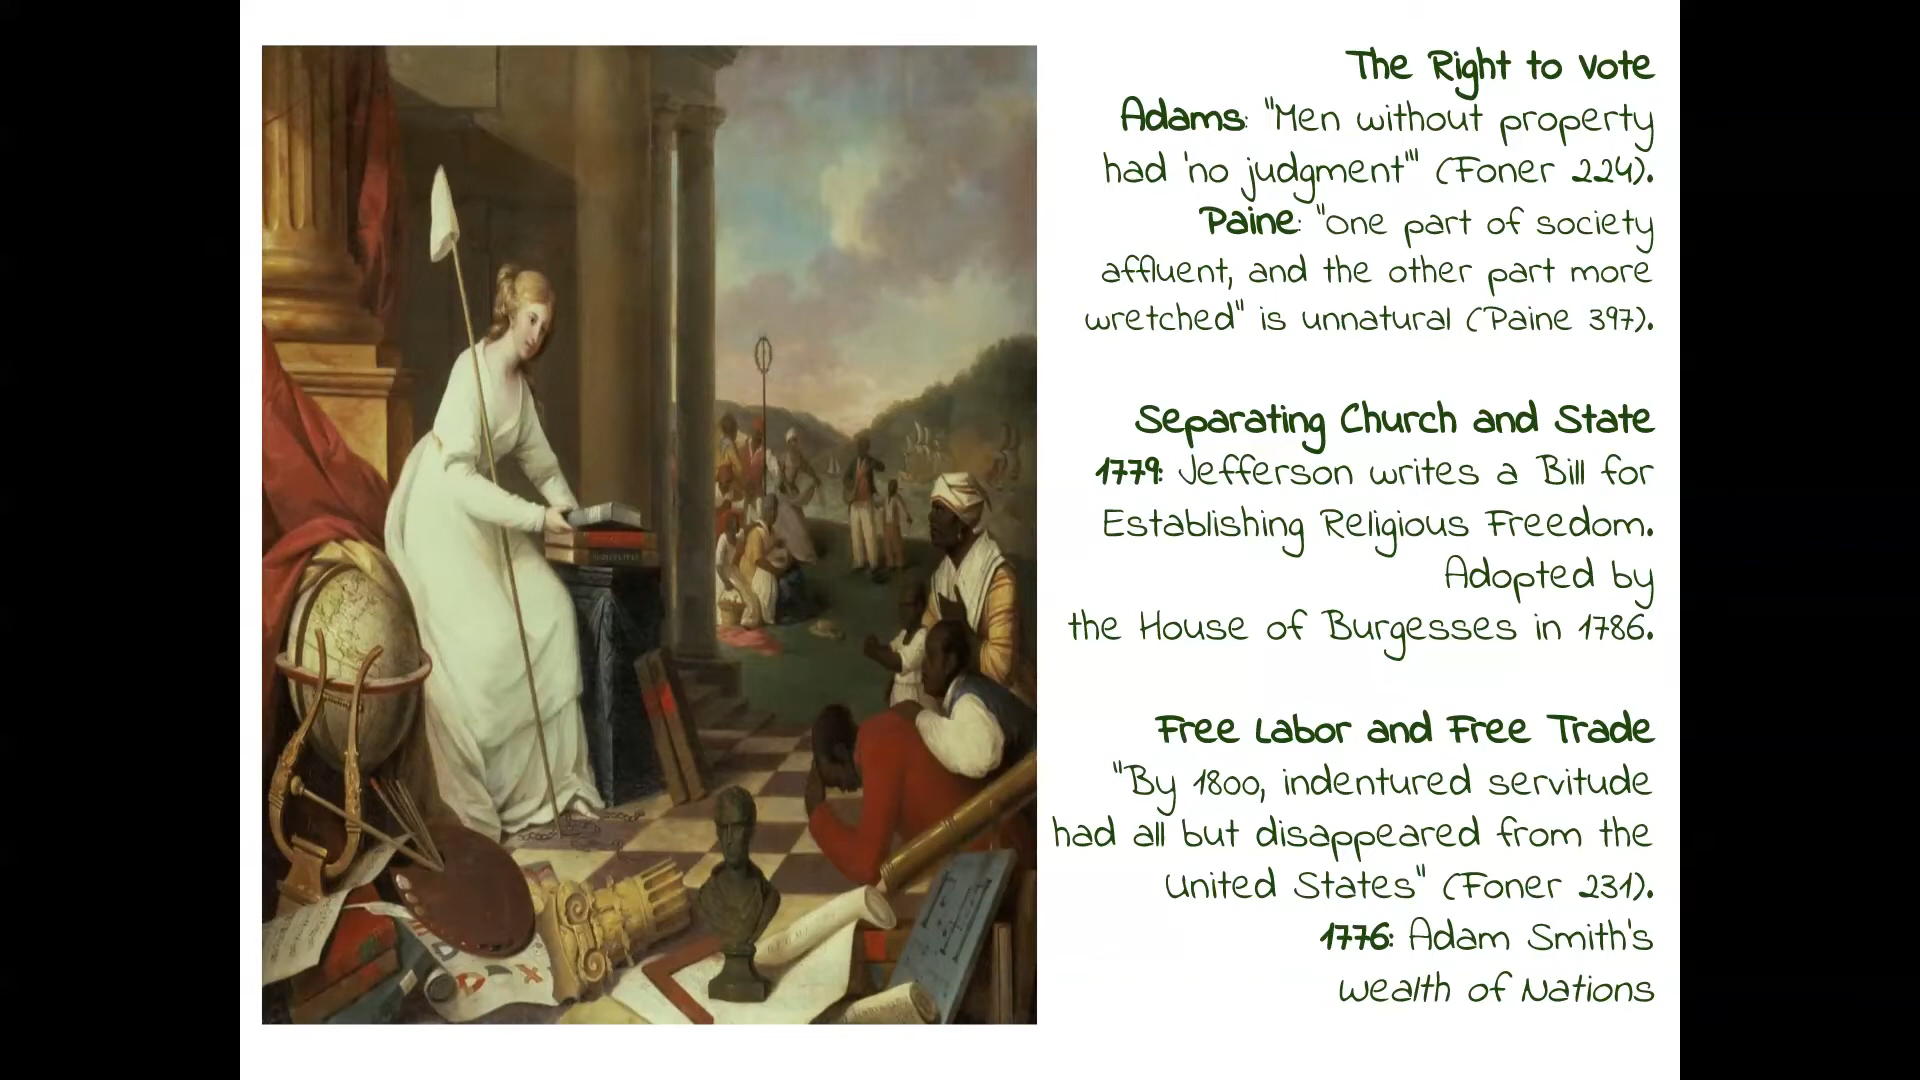 The Right to Vote
Adams: "Men without property
had 'no judgment'" (Foner 224).
Paine: "one part of society
affluent, and the other part more
wretched" is unnatural (Paine 397).
Separating Church and State
1779: Jefferson writes a Bill for
Establishing Religious Freedom.
Adopted by
the House of Burgesses in 1786.
Free Labor and Free Trade
"By 1800, indentured servitude
had all but disappeared from the
United States" (Foner 231).
1776: Adam Smith's
Wealth of Nations